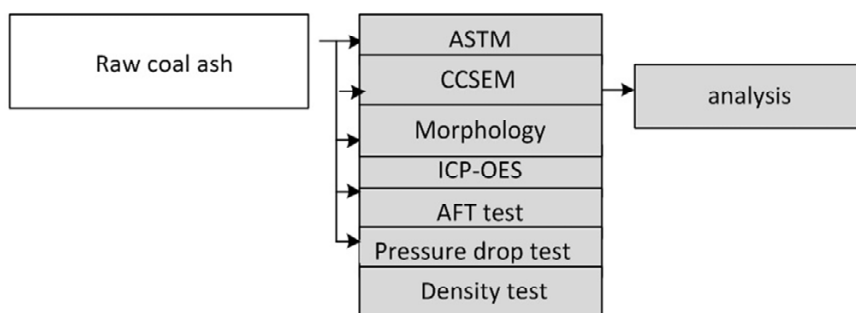 Raw coal ash
ASTM
CCSEM
Morphology
ICP-OES
AFT test
Pressure drop test
Density test
analysis